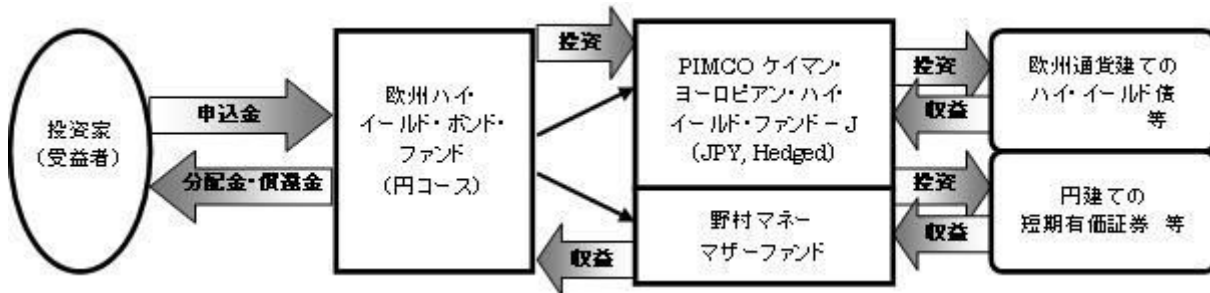 投資家
(受益者)
申込金
分配金・償還金
欧州ハイ・
イールド・ボンド・
ファンド
(円コース)
投資
収益
PIMCO ケイマン・
ヨーロピアン・ハイ・
イールド・ファンド－J
(JPY, Hedged)
野村マネー
マザーファンド
投資
収益
投資
収益
欧州通貨建ての
ハイ・イールド債
等
円建ての
短期有価証券 等